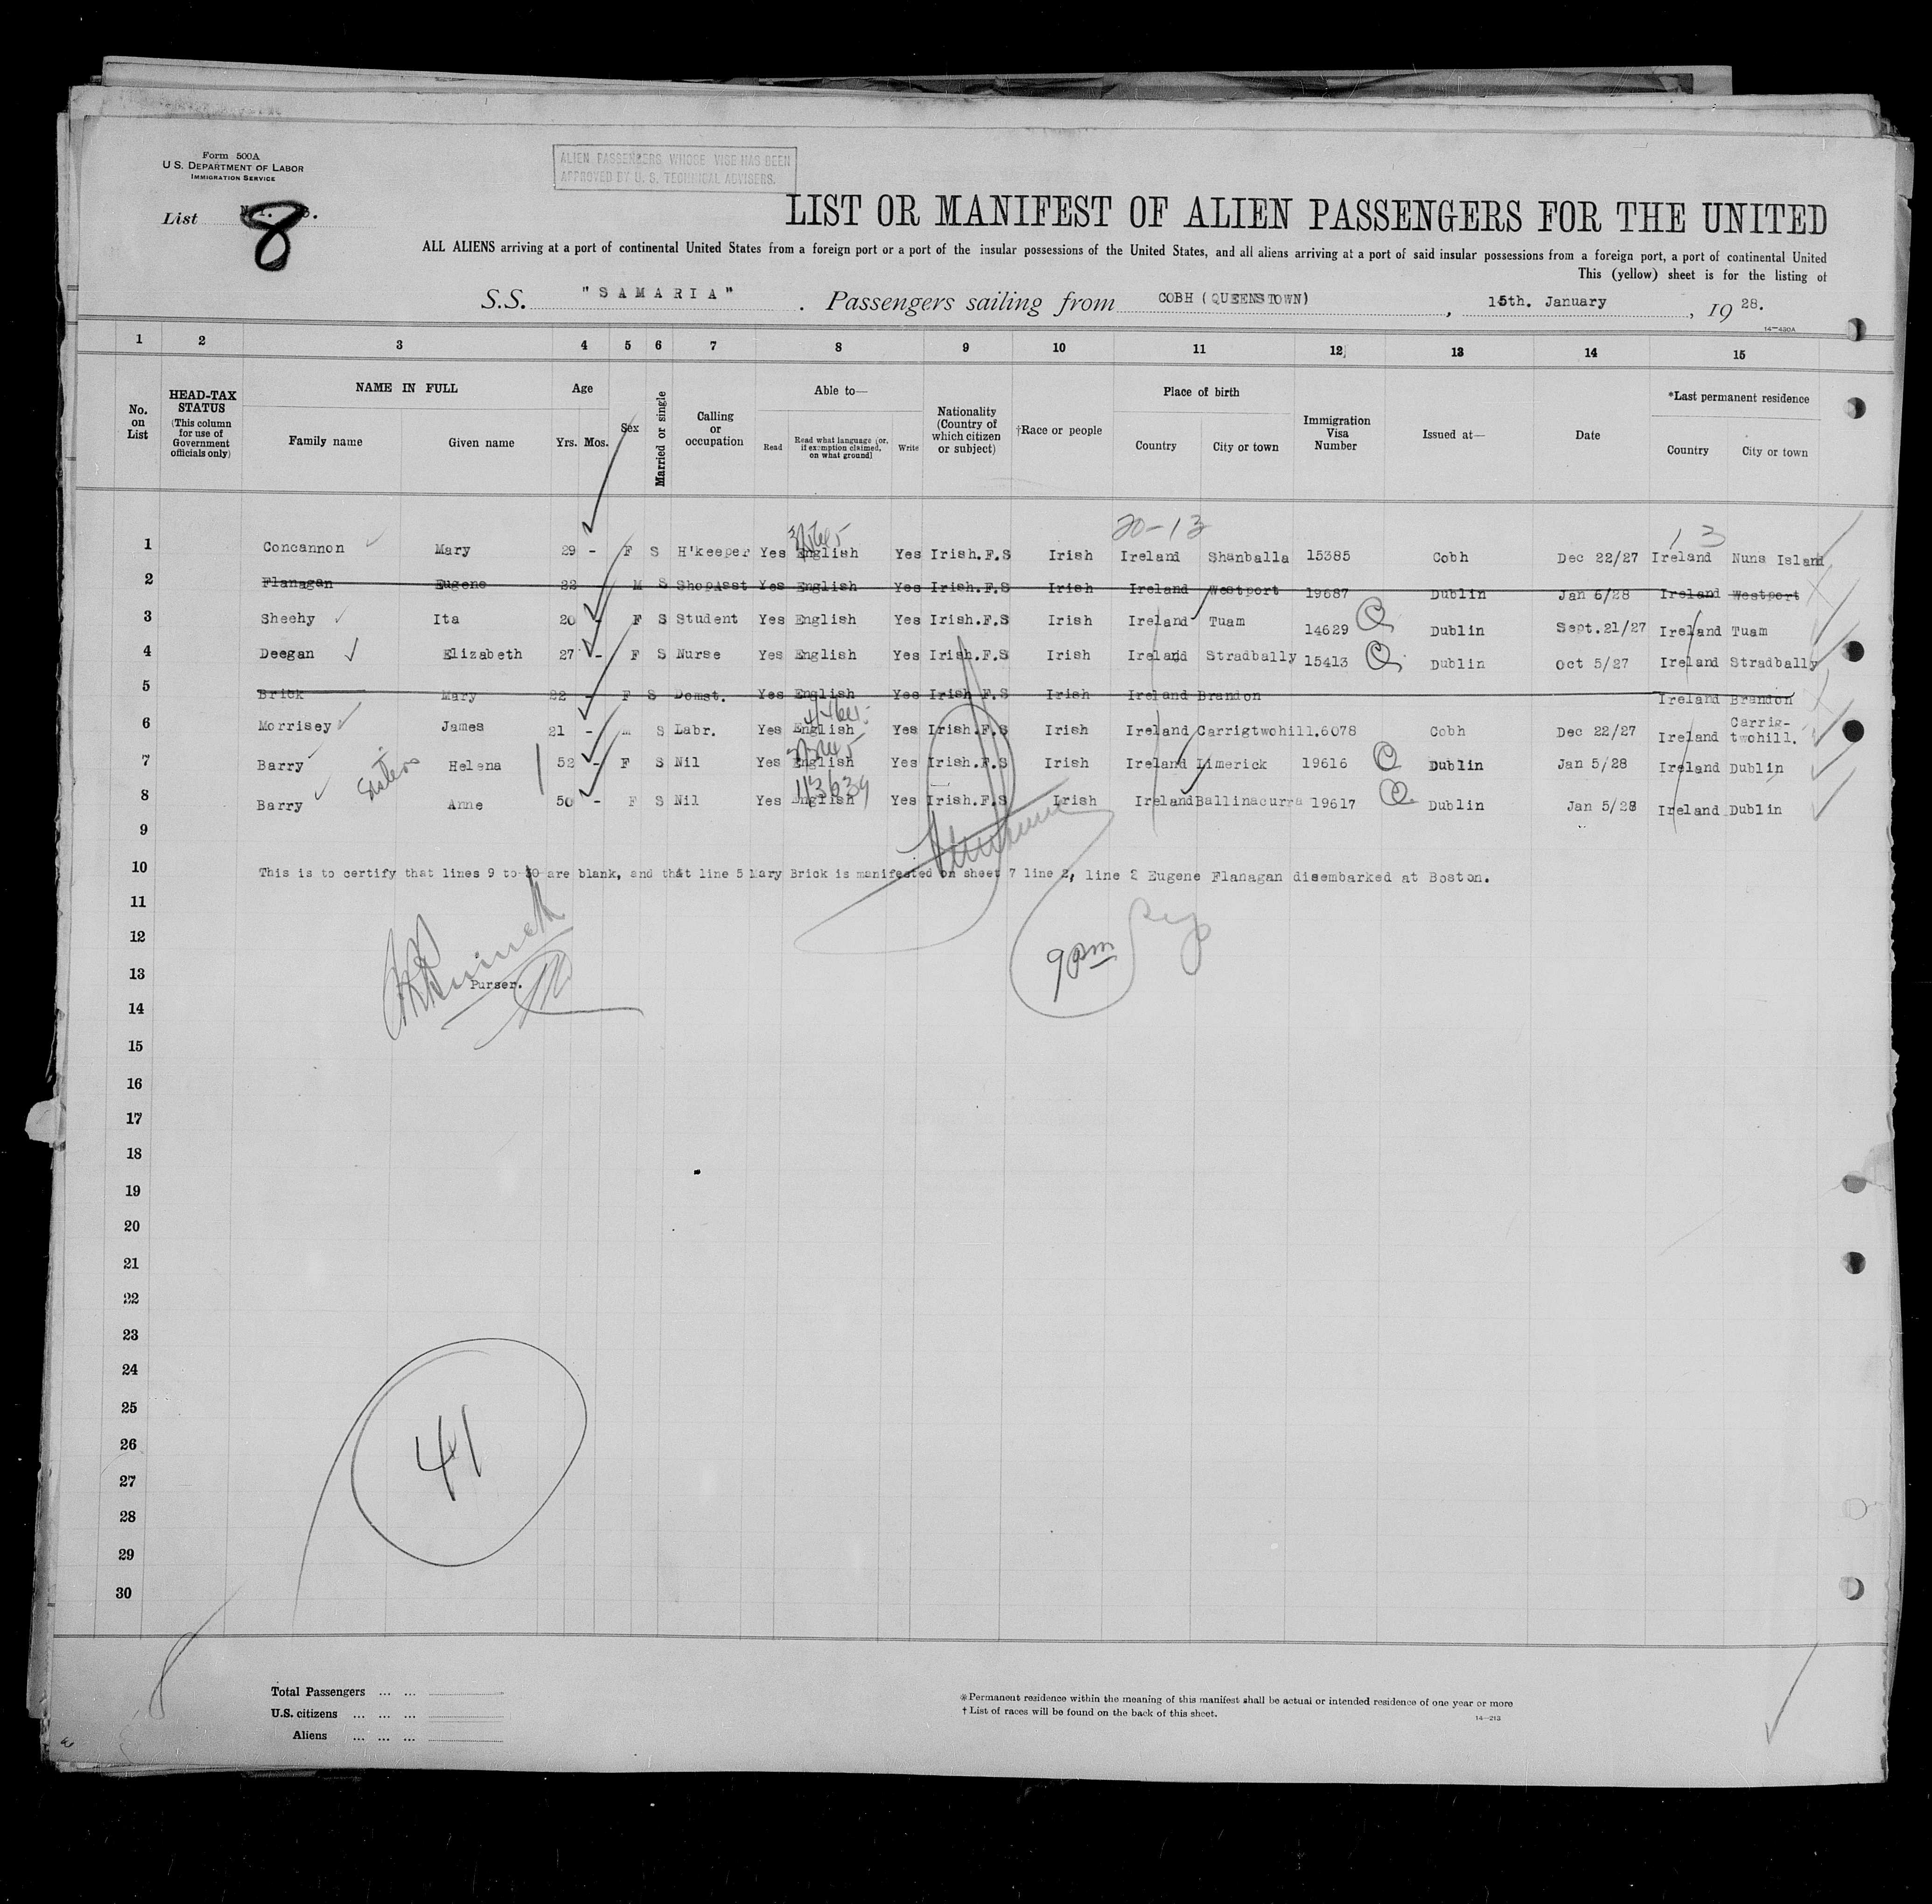 Form 500A
U. S. DEPARTMENT OF LABOR
IMMIGRATION SERVICE
ALIEN PASSENGERS WHOSE VISE HAS BEEN
APPROVED BY U. S. TECHNICAL ADVISERS.
List 8
LIST OR MANIFEST OF ALIEN PASSENGERS FOR THE UNITED
ALL ALIENS arriving at a port of continental United States from a foreign port or a port of the insular possessions of the United States, and all aliens arriving at a port of said insular possessions from a foreign port, a port of continental United
This (yellow) sheet is for the listing of
S.S. "SAMARIA" . Passengers sailing from COBH (QUEENSTOWN) , 15th. January , 19 28.
14—430A
1 2 3 4 5 6 7 8 9 10 11 12 13 14 15
No. on List
HEAD-TAX STATUS (This column for use of Government officials only)
NAME IN FULL
Family name Given name
Age
Yrs. Mos.
Sex
Married or single
Calling or occupation
Able to—
Read Read what language (or, if exemption claimed, on what ground) Write
Nationality (Country of which citizen or subject)
†Race or people
Place of birth
Country City or town
Immigration Visa Number
Issued at—
Date
*Last permanent residence
Country City or town
20-13 13
1 Concannon Mary 29 - F S H'keeper Yes English Yes Irish.F.S Irish Ireland Shanballa 15385 Cobh Dec 22/27 Ireland Nuns Island
2 Flanagan Eugene 22 - M S ShopAsst Yes English Yes Irish.F.S Irish Ireland Westport 19687 Dublin Jan 6/28 Ireland Westport
3 Sheehy Ita 20 - F S Student Yes English Yes Irish.F.S Irish Ireland Tuam 14629 Dublin Sept.21/27 Ireland Tuam
4 Deegan Elizabeth 27 - F S Nurse Yes English Yes Irish.F.S Irish Ireland Stradbally 15413 Dublin Oct 5/27 Ireland Stradbally
5 Brick Mary 22 - F S Domst. Yes English Yes Irish F.S Irish Ireland Brandon Ireland Brandon
6 Morrisey James 21 - S Labr. Yes English Yes Irish.F.S Irish Ireland Carrigtwohill.6078 Cobh Dec 22/27 Ireland Carrig-twohill.
7 Barry Sisters Helena 52 - F S Nil Yes English Yes Irish.F.S Irish Ireland Limerick 19616 Dublin Jan 5/28 Ireland Dublin
8 Barry Anne 50 - F S Nil Yes English 113639 Yes Irish.F.S Irish Ireland Ballinacurra 19617 Dublin Jan 5/28 Ireland Dublin
9
10 This is to certify that lines 9 to 30 are blank, and that line 5 Mary Brick is manifested on sheet 7 line 2, line 2 Eugene Flanagan disembarked at Boston.
11
12
9 pm
13
Purser.
14
15
16
17
18
19
20
21
22
23
24
25
26
41
27
28
29
30
8
Total Passengers ... ...
U.S. citizens ... ... ...
Aliens ... ... ...
*Permanent residence within the meaning of this manifest shall be actual or intended residence of one year or more
† List of races will be found on the back of this sheet.
14—213